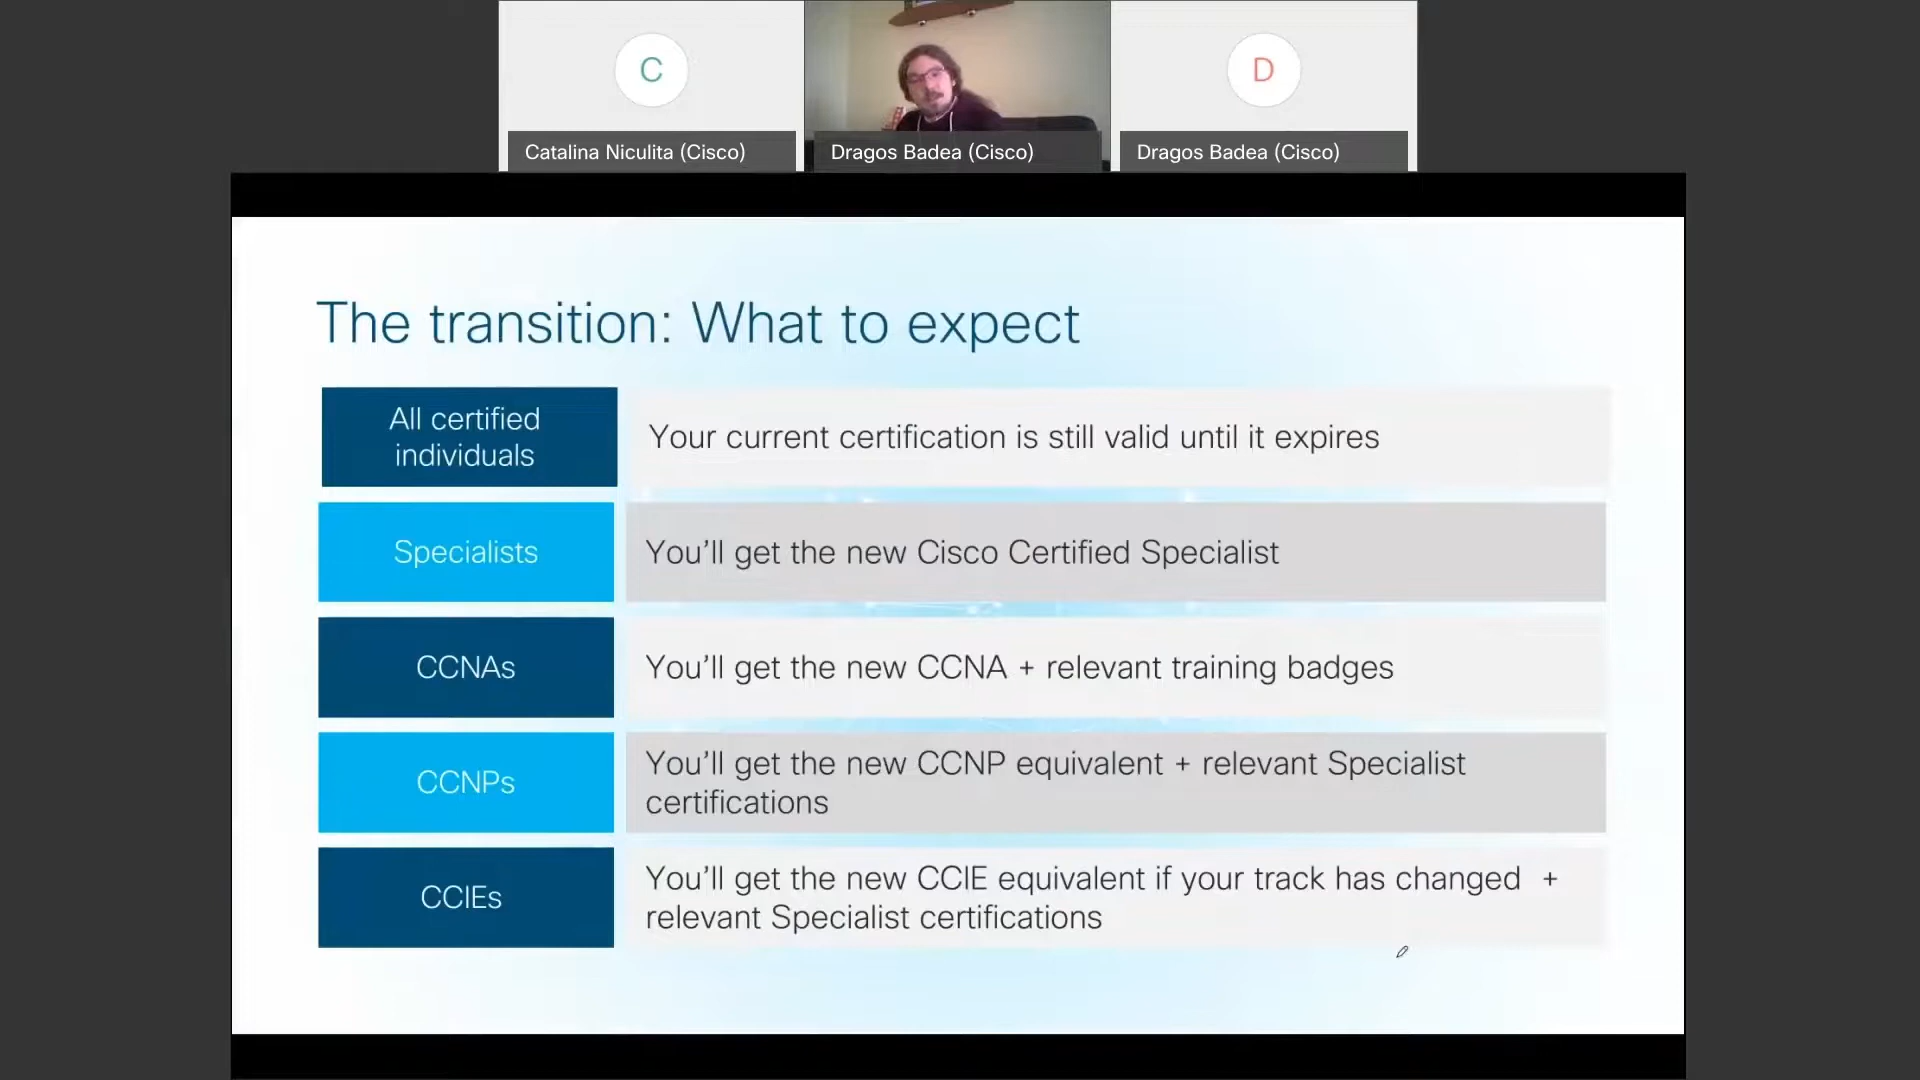 C
D
Catalina Niculita (Cisco)
Dragos Badea (Cisco)
Dragos Badea (Cisco)
The transition: What to expect
All certified
individuals
Your current certification is still valid until it expires
Specialists
You'll get the new Cisco Certified Specialist
CCNAs
You'll get the new CCNA + relevant training badges
CCNPs
You'll get the new CCNP equivalent + relevant Specialist
certifications
CCIEs
You'll get the new CCIE equivalent if your track has changed +
relevant Specialist certifications